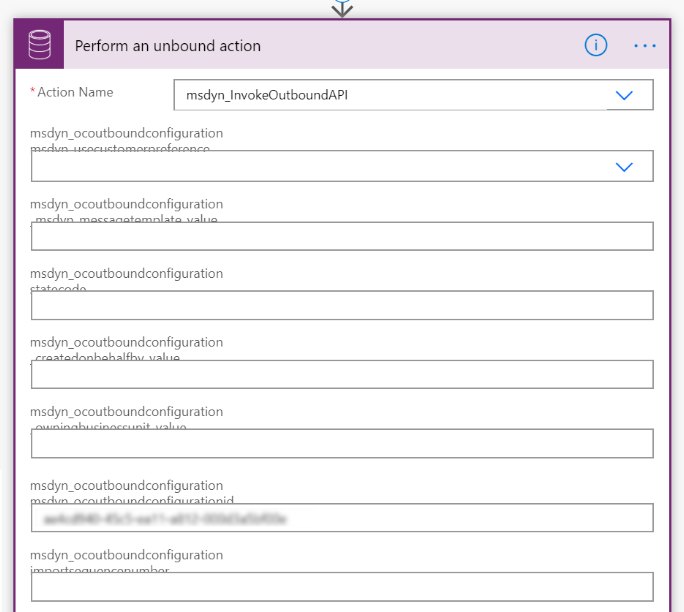 Perform an unbound action
* Action Name
msdyn_InvokeOutboundAPI
msdyn_ocoutboundconfiguration
msdyn_usecustomerpreference
msdyn_ocoutboundconfiguration
_msdyn_messagetemplate_value
msdyn_ocoutboundconfiguration
statecode
msdyn_ocoutboundconfiguration
_createdonbehalfby_value
msdyn_ocoutboundconfiguration
_owningbusinessunit_value
msdyn_ocoutboundconfiguration
msdyn_ocoutboundconfigurationid
msdyn_ocoutboundconfiguration
importsequencenumber